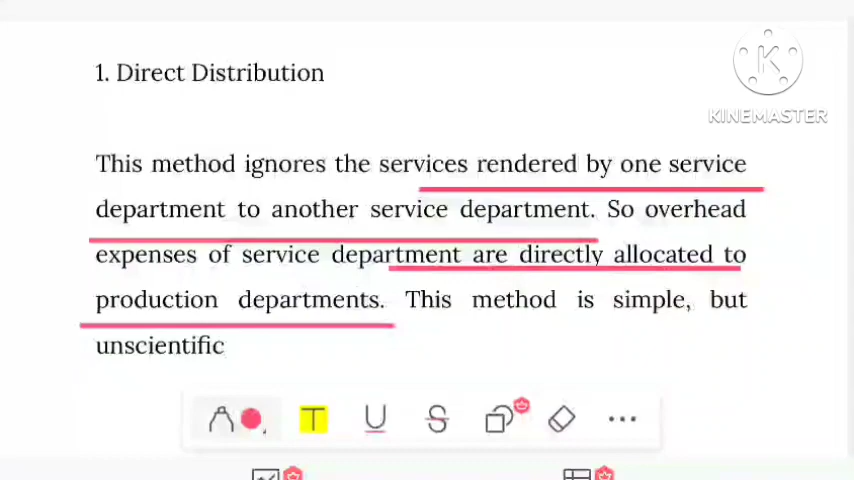 1. Direct Distribution
KINEMASTER
This method ignores the services rendered by one service
department to another service department. So overhead
expenses of service department are directly allocated to
production departments. This method is simple, but
unscientific
T
U
S